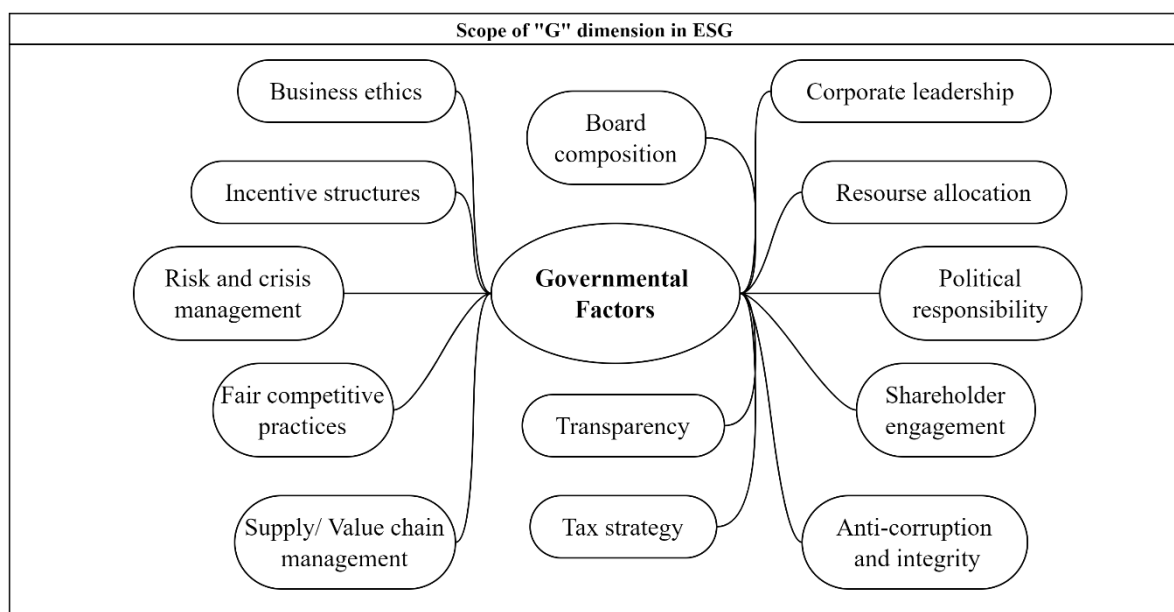 Scope of "G" dimension in ESG
Business ethics
Incentive structures
Risk and crisis
management
Fair competitive
practices
Supply/ Value chain
management
Board
composition
Governmental
Factors
Transparency
Tax strategy
Corporate leadership
Resourse allocation
Political
responsibility
Shareholder
engagement
Anti-corruption
and integrity